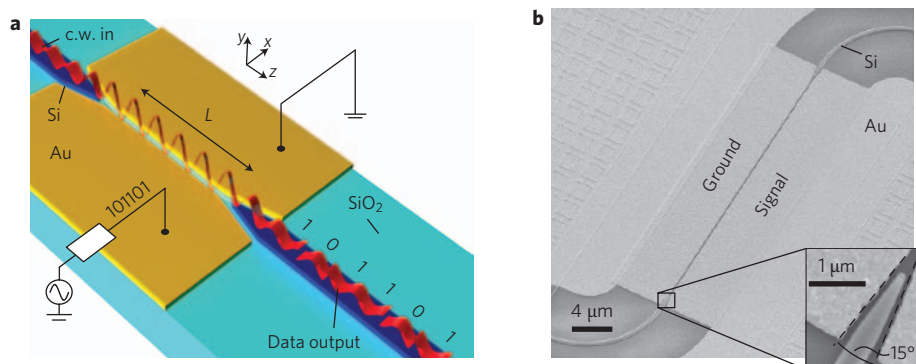 a
c.w. in
y
x
z
Si
L
Au
101101
SiO2
1 0 1 1 0 1
Data output
b
Si
Au
Ground
Signal
1 µm
4 µm
15°